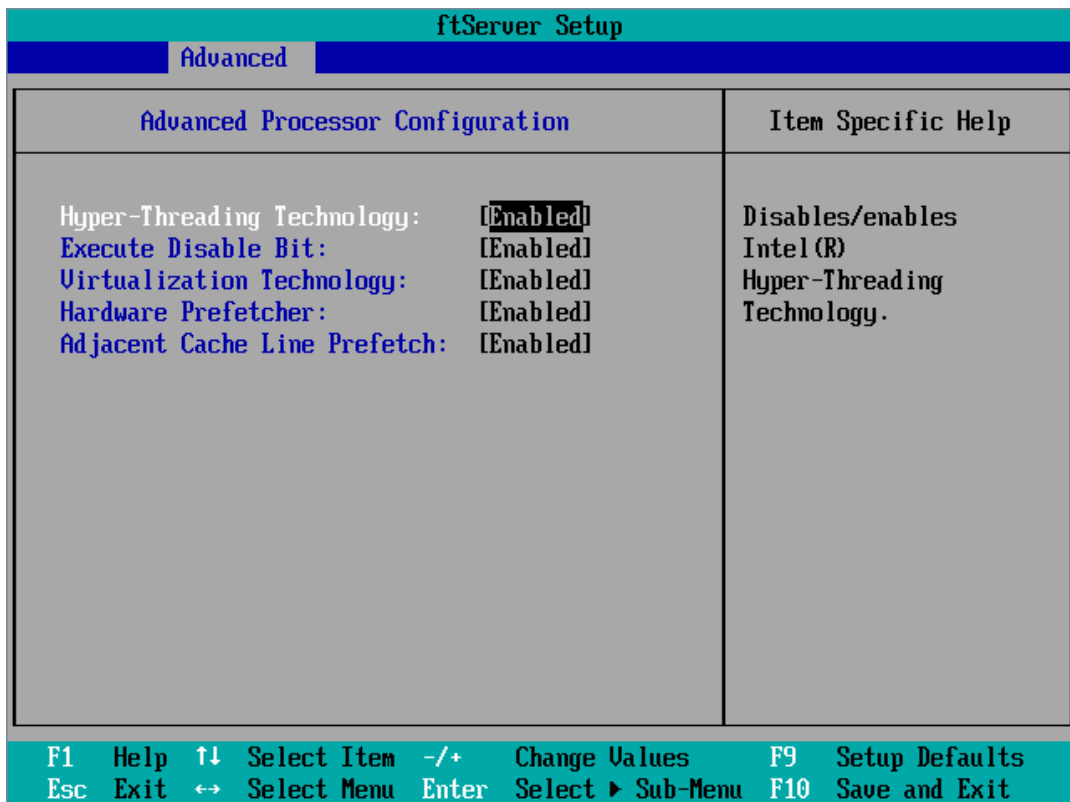 ftServer Setup
Advanced
Advanced Processor Configuration
Item Specific Help
Hyper-Threading Technology: [Enabled]
Execute Disable Bit: [Enabled]
Virtualization Technology: [Enabled]
Hardware Prefetcher: [Enabled]
Adjacent Cache Line Prefetch: [Enabled]
Disables/enables
Intel(R)
Hyper-Threading
Technology.
F1 Help ↑↓ Select Item -/+ Change Values F9 Setup Defaults
Esc Exit ↔ Select Menu Enter Select ▶ Sub-Menu F10 Save and Exit